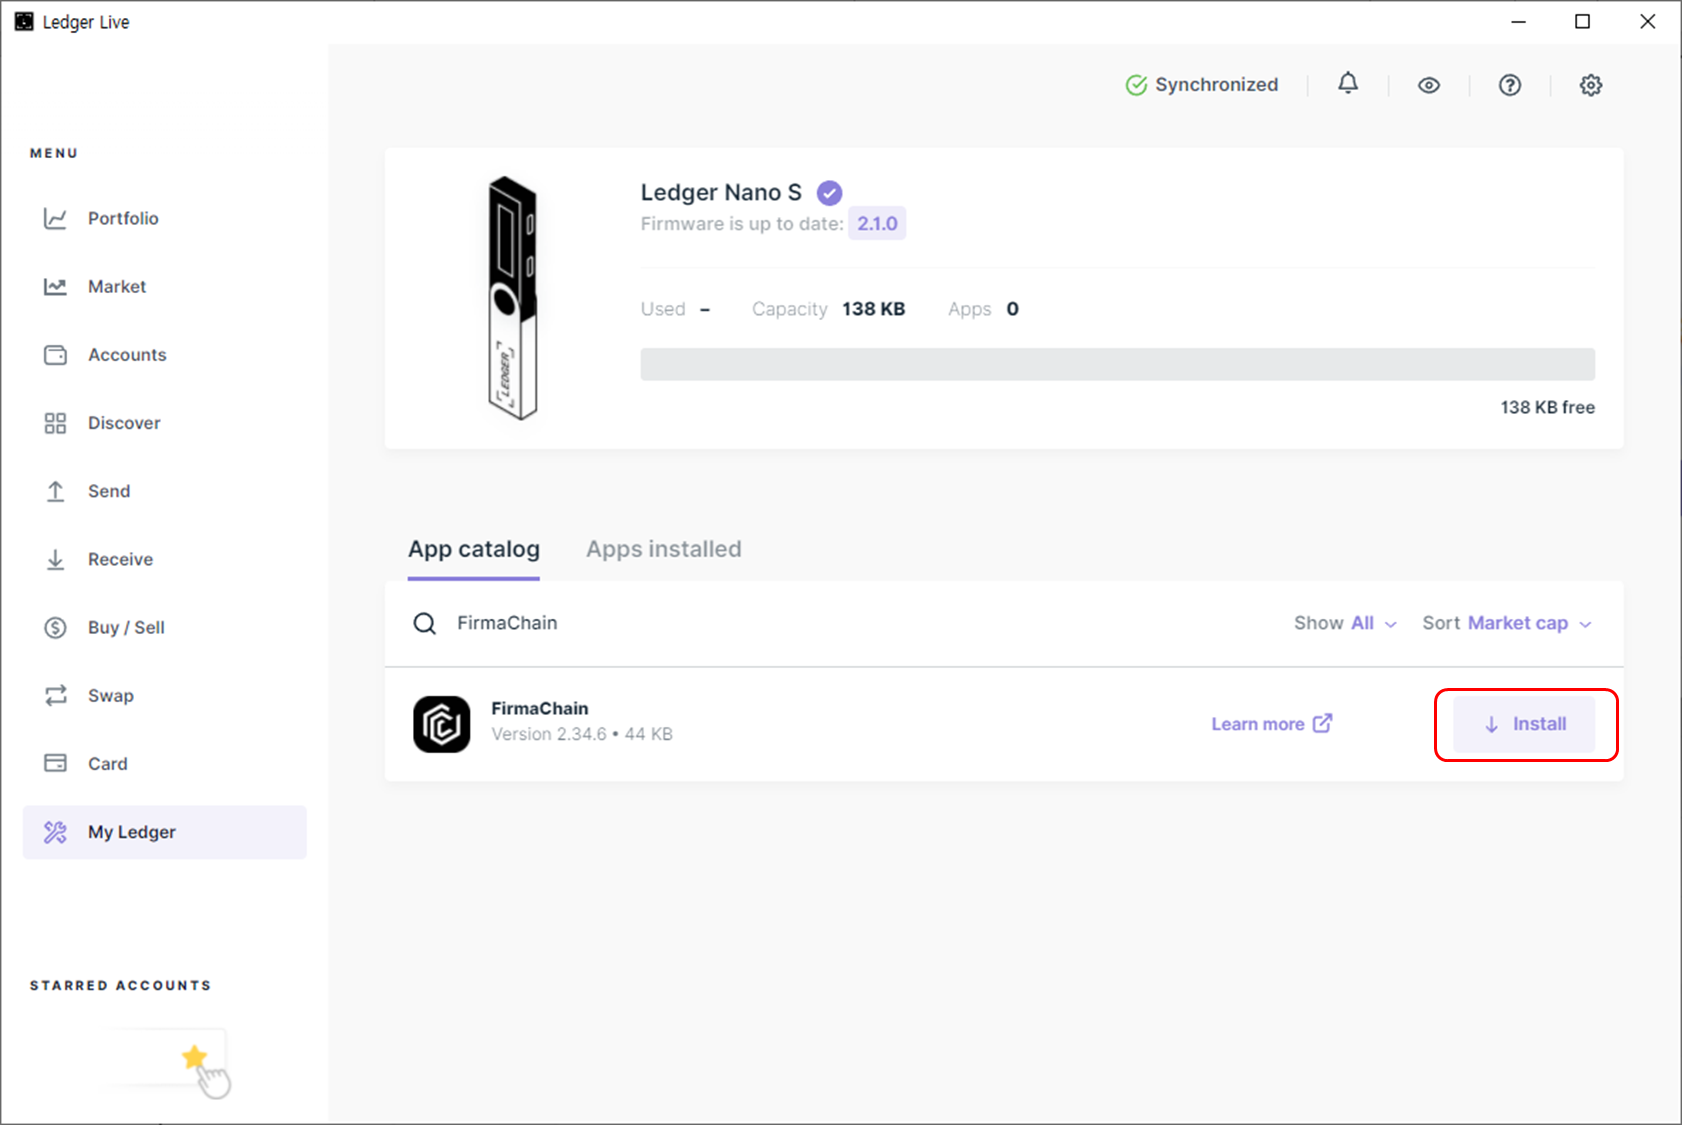 Ledger Live
Synchronized
MENU
Portfolio
Market
Accounts
Discover
Send
Receive
Buy / Sell
Swap
Card
My Ledger
STARRED ACCOUNTS
LEDGER
Ledger Nano S
Firmware is up to date: 2.1.0
Used – Capacity 138 KB Apps 0
138 KB free
App catalog Apps installed
FirmaChain Show All Sort Market cap
FirmaChain
Version 2.34.6 • 44 KB
Learn more Install